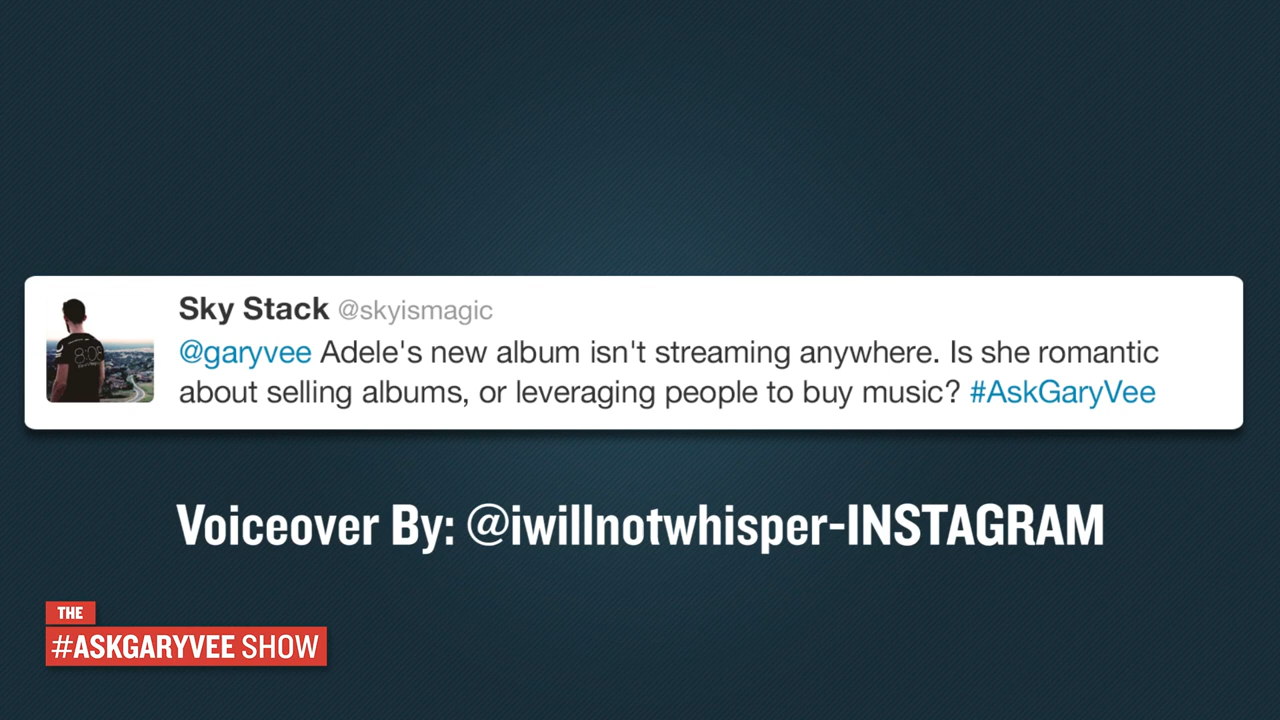 Sky Stack @skyismagic
@garyvee Adele's new album isn't streaming anywhere. Is she romantic
about selling albums, or leveraging people to buy music? #AskGaryVee
Voiceover By: @iwillnotwhisper-INSTAGRAM
THE
#ASKGARYVEE SHOW